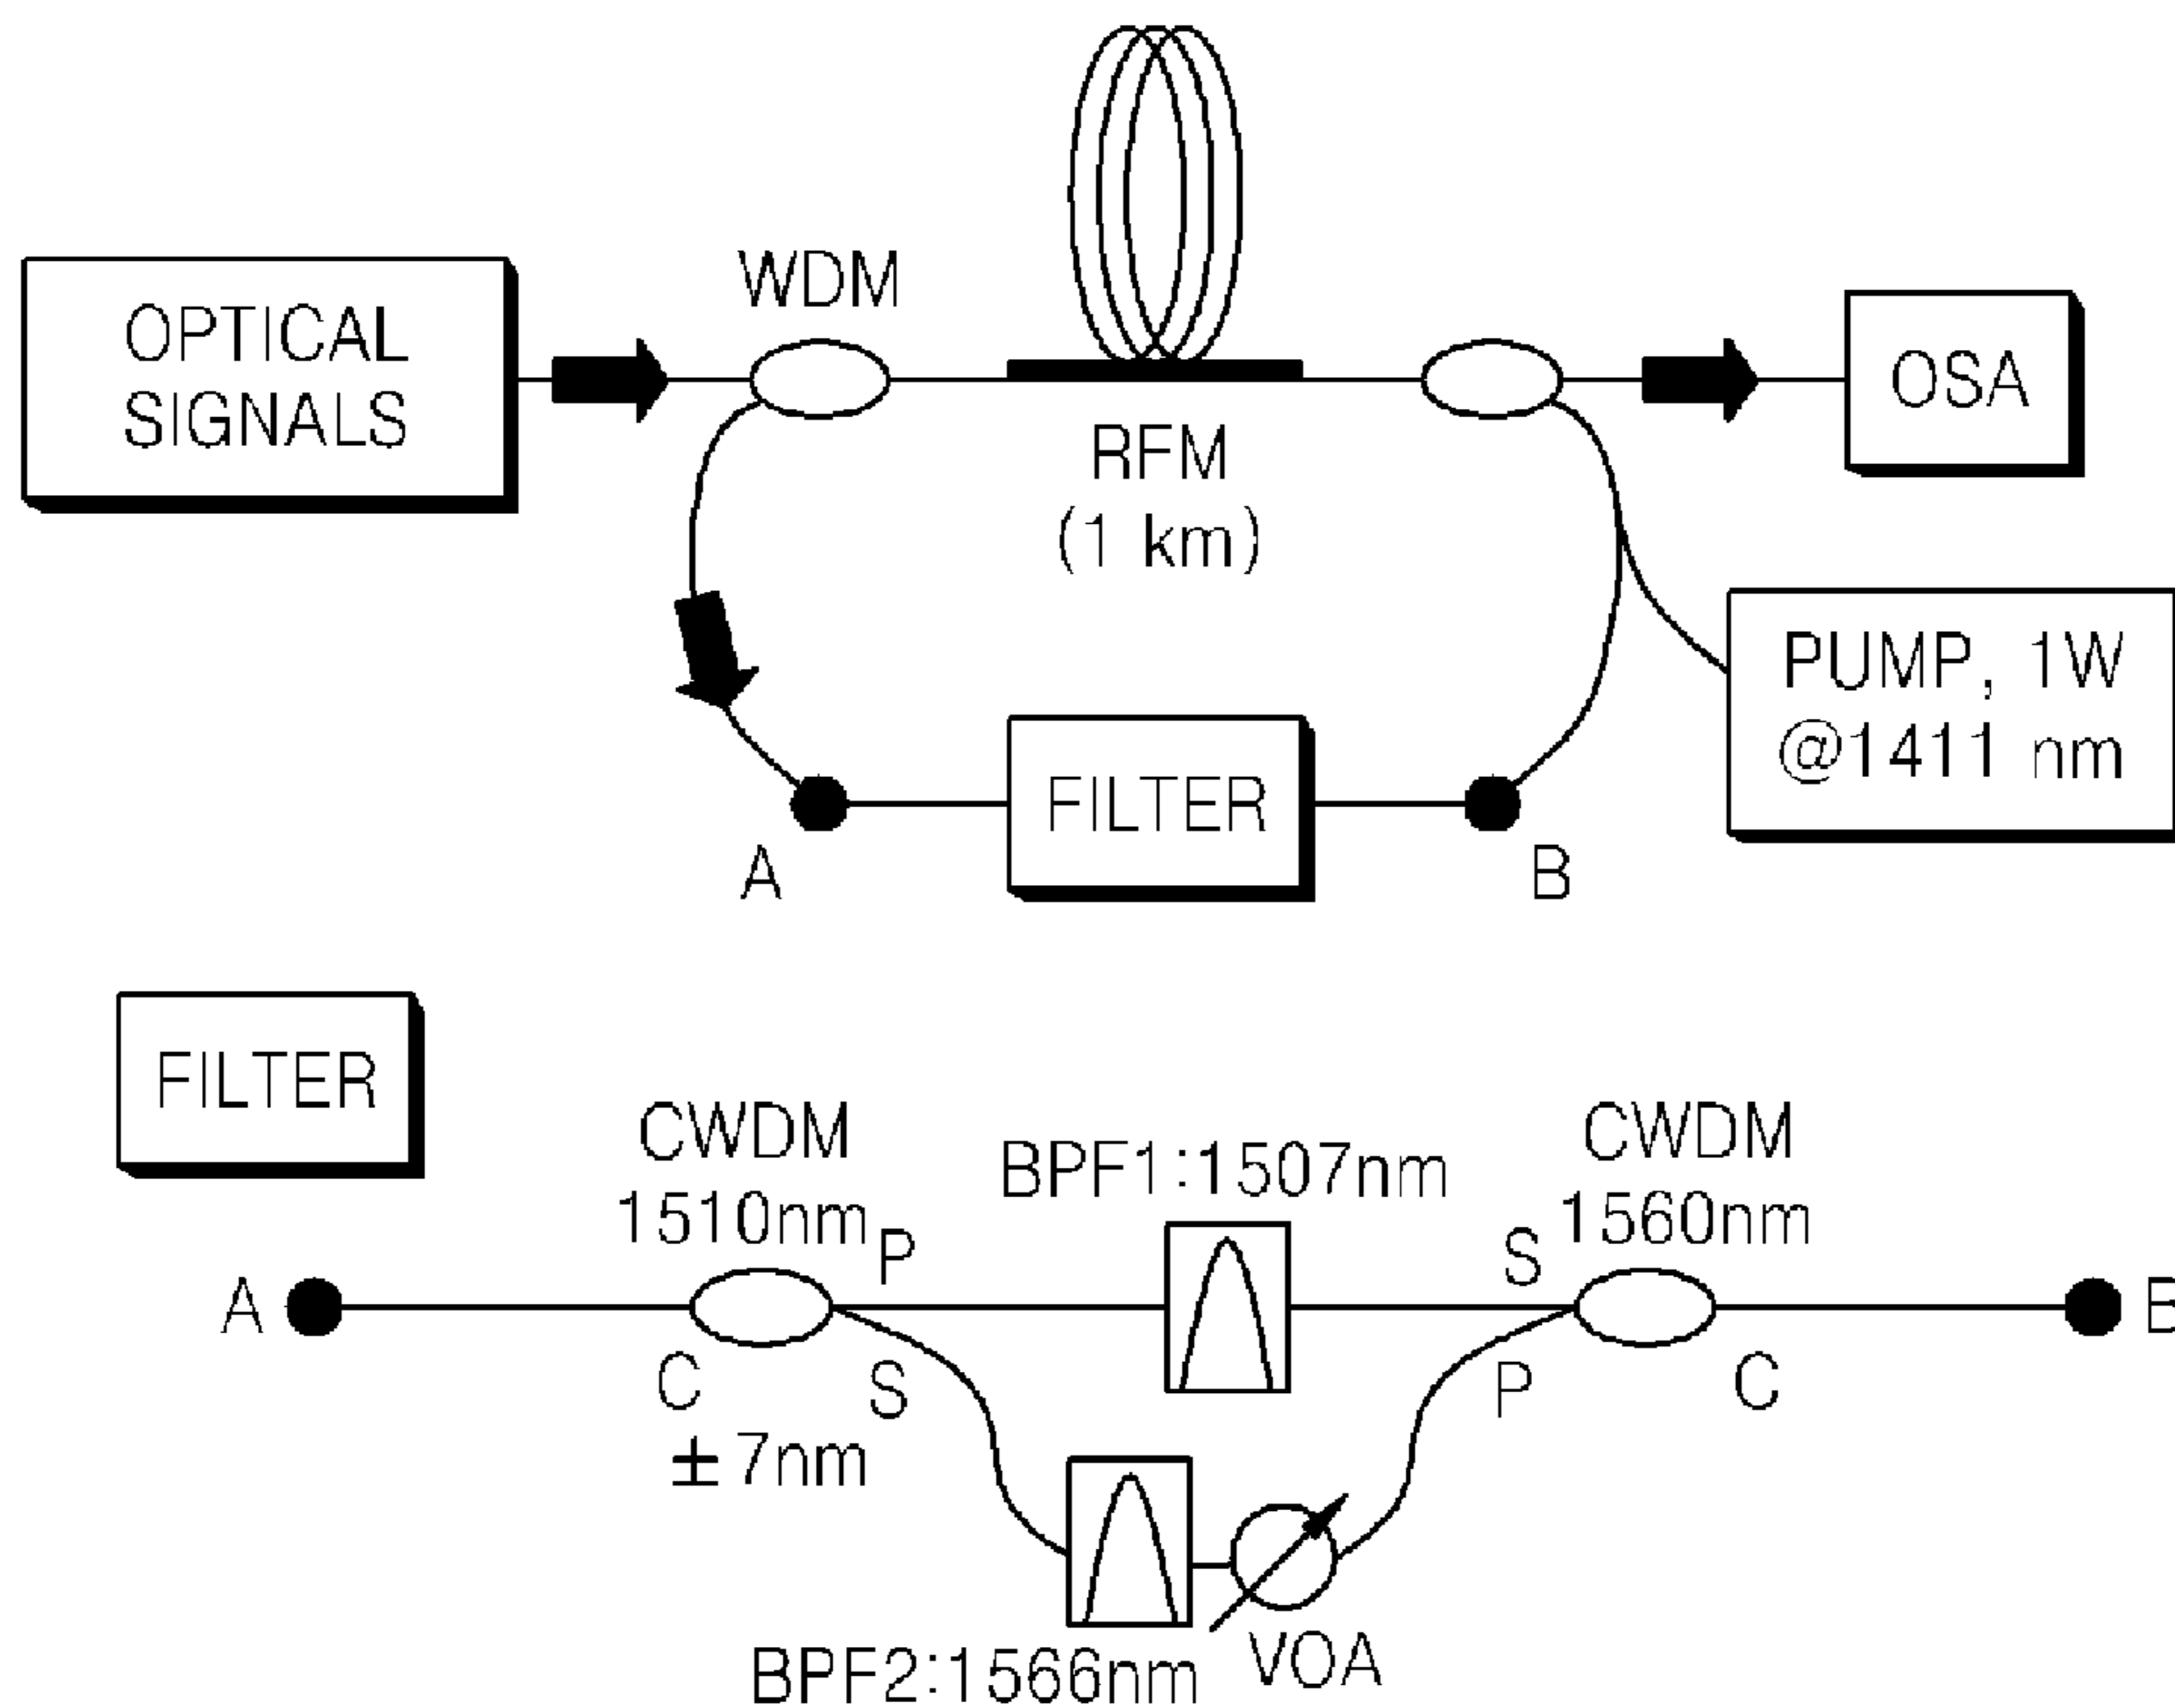 WDM
OPTICAL
SIGNALS
OSA
RFM
(1 km)
PUMP, 1W
@1411 nm
FILTER
A
B
FILTER
CWDM
1510nm
P
BPF1:1507nm
CWDM
1560nm
S
A
B
C
S
P
C
±7nm
BPF2:1566nm
VOA